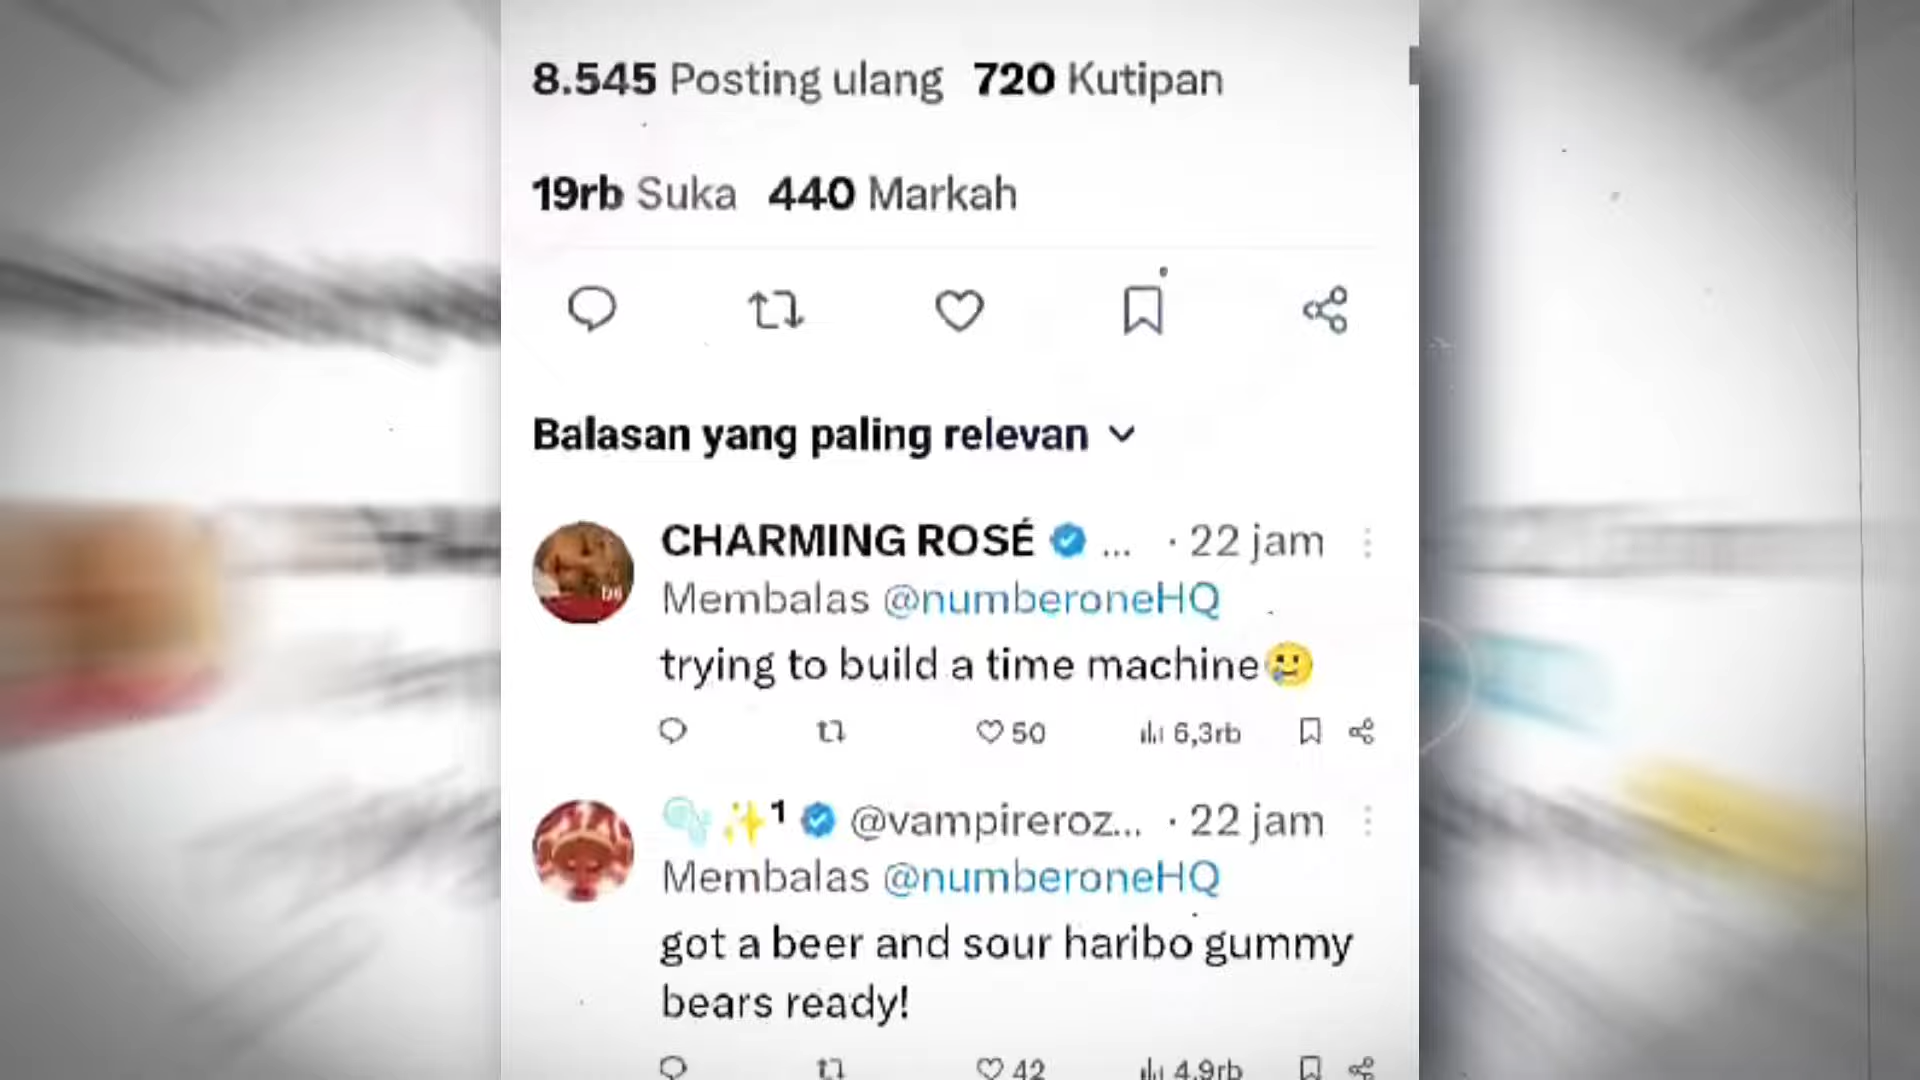 8.545 Posting ulang 720 Kutipan
19rb Suka 440 Markah
Balasan yang paling relevan
CHARMING ROSÉ ... · 22 jam
Membalas @numberoneHQ
trying to build a time machine🥲
50 6,3rb
🫧✨¹ @vampireroz... · 22 jam
Membalas @numberoneHQ
got a beer and sour haribo gummy
bears ready!
42 4,9rb